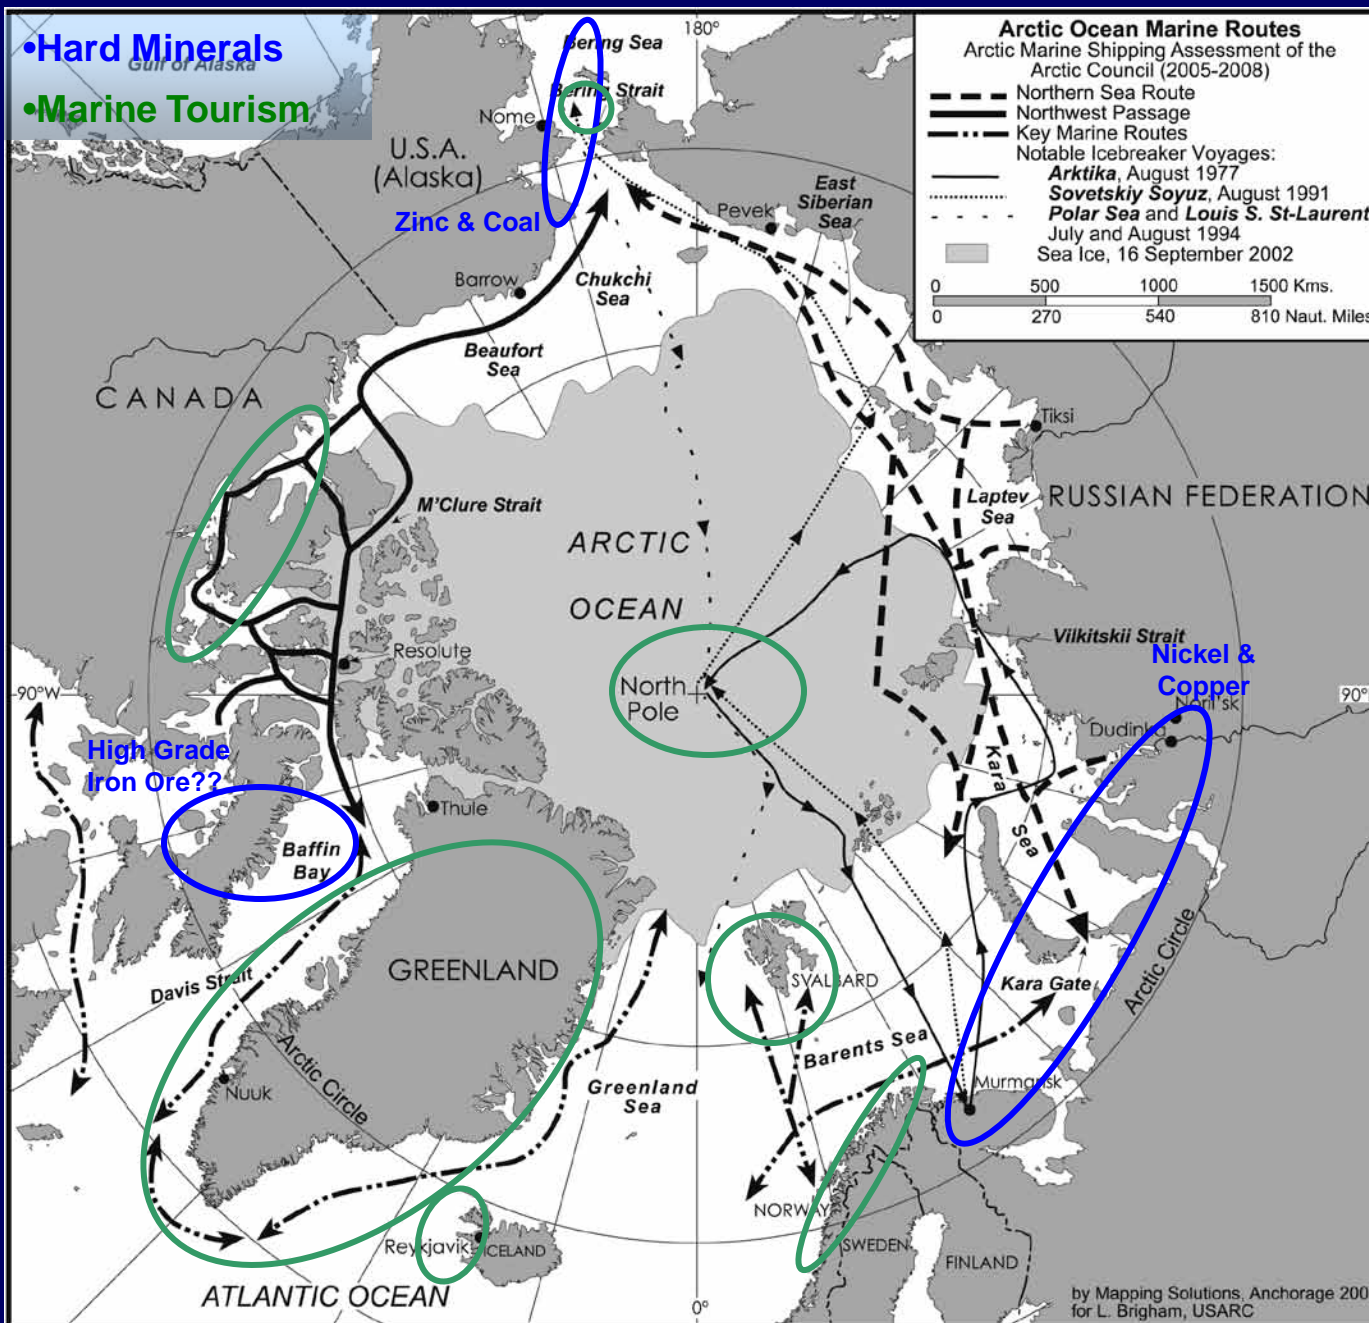 •Hard Minerals
Gulf of Alaska
•Marine Tourism
Bering Sea
180°
Bering Strait
Nome
U.S.A.
(Alaska)
Zinc & Coal
Arctic Ocean Marine Routes
Arctic Marine Shipping Assessment of the
Arctic Council (2005-2008)
Northern Sea Route
Northwest Passage
Key Marine Routes
Notable Icebreaker Voyages:
Arktika, August 1977
Sovetskiy Soyuz, August 1991
Polar Sea and Louis S. St-Laurent
July and August 1994
Sea Ice, 16 September 2002
0 500 1000 1500 Kms.
0 270 540 810 Naut. Miles
East
Siberian
Sea
Pevek
Barrow
Chukchi
Sea
Beaufort
Sea
CANADA
Tiksi
M'Clure Strait
Laptev
Sea
RUSSIAN FEDERATION
ARCTIC
OCEAN
Vilkitskii Strait
Resolute
90°W
North
Pole
Nickel &
Copper
90°
Noril'sk
Dudinka
High Grade
Iron Ore??
Kara
Sea
Thule
Baffin
Bay
GREENLAND
Davis Strait
SVALBARD
Kara Gate
Arctic Circle
Barents Sea
Arctic Circle
Nuuk
Greenland
Sea
Murmansk
NORWAY
Reykjavik
ICELAND
SWEDEN
FINLAND
ATLANTIC OCEAN
0°
by Mapping Solutions, Anchorage 200
for L. Brigham, USARC